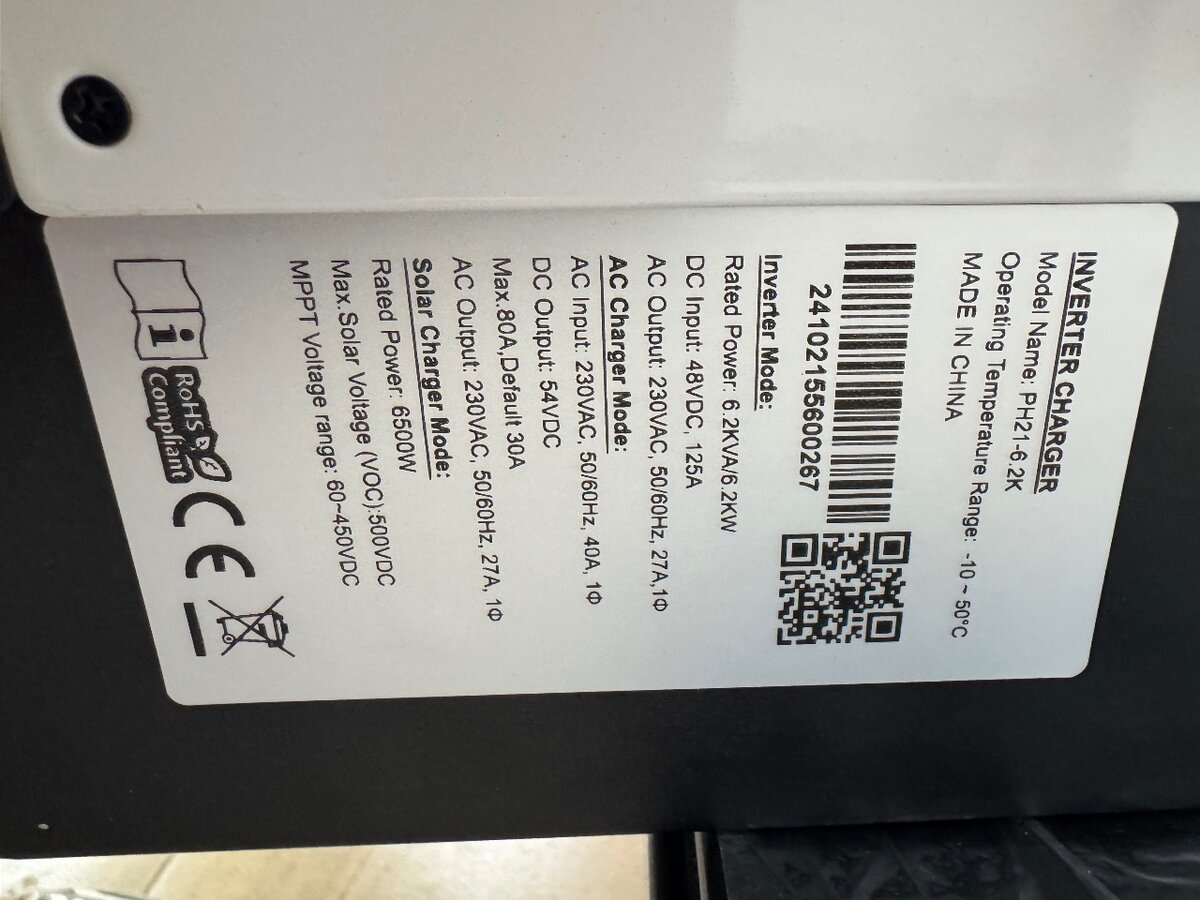 INVERTER CHARGER
Model Name: PH21-6.2K
Operating Temperature Range: -10 ~ 50°C
MADE IN CHINA
2410215560​0267
Inverter Mode:
Rated Power: 6.2KVA/6.2KW
DC Input: 48VDC, 125A
AC Output: 230VAC, 50/60Hz, 27A,1Φ
AC Charger Mode:
AC Input: 230VAC, 50/60Hz, 40A, 1Φ
DC Output: 54VDC
Max.80A,Default 30A
AC Output: 230VAC, 50/60Hz, 27A, 1Φ
Solar Charger Mode:
Rated Power: 6500W
Max.Solar Voltage (VOC):500VDC
MPPT Voltage range: 60~450VDC
i
RoHS
Compliant
CE